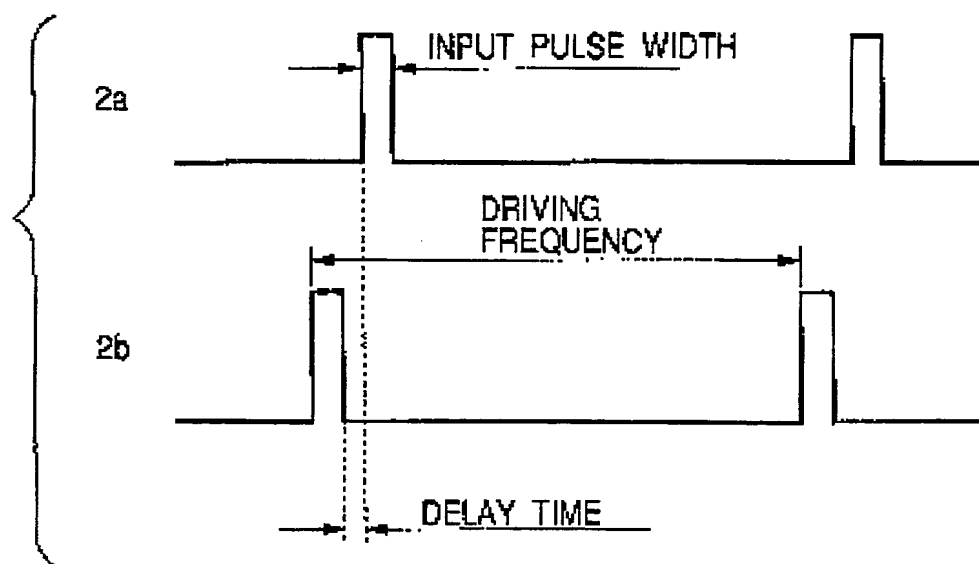 INPUT PULSE WIDTH
2a
DRIVING
FREQUENCY
2b
DELAY TIME